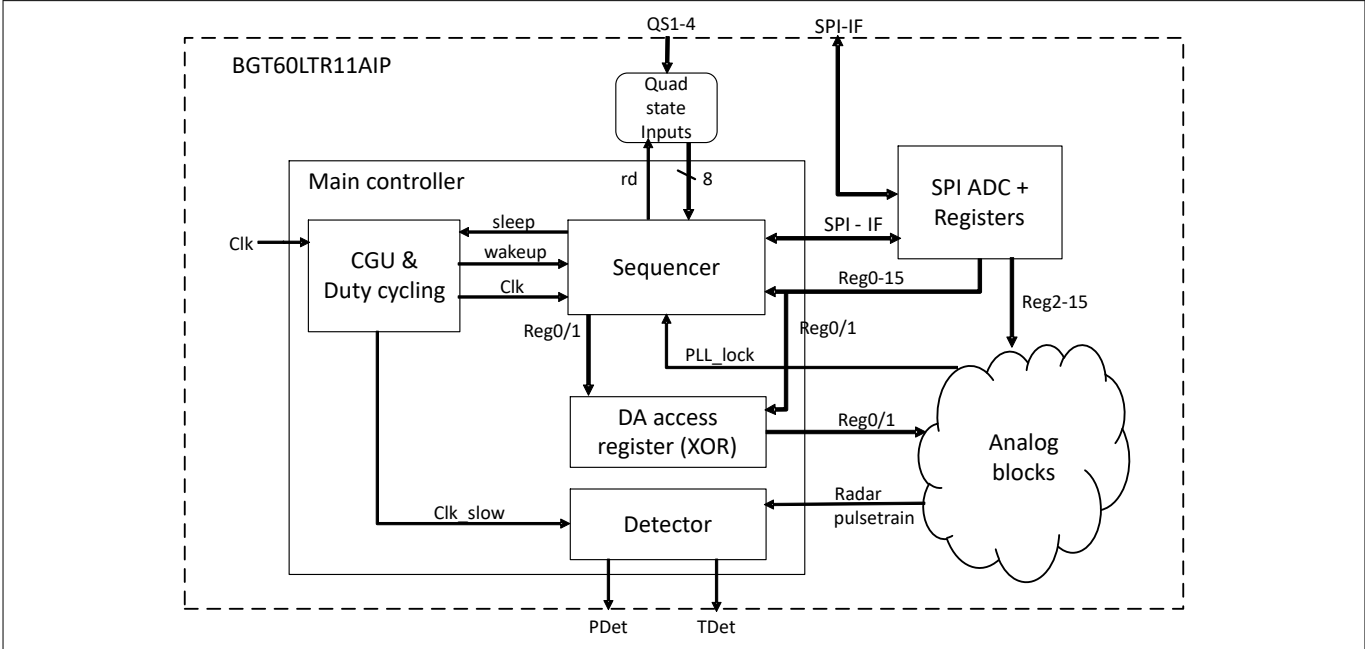 QS1-4
SPI-IF
BGT60LTR11AIP
Quad
state
Inputs
Main controller
rd
8
SPI ADC +
Registers
Clk
CGU &
Duty cycling
sleep
wakeup
Clk
Sequencer
SPI - IF
Reg0-15
Reg2-15
Reg0/1
Reg0/1
PLL_lock
DA access
register (XOR)
Reg0/1
Analog
blocks
Clk_slow
Detector
Radar
pulsetrain
PDet
TDet